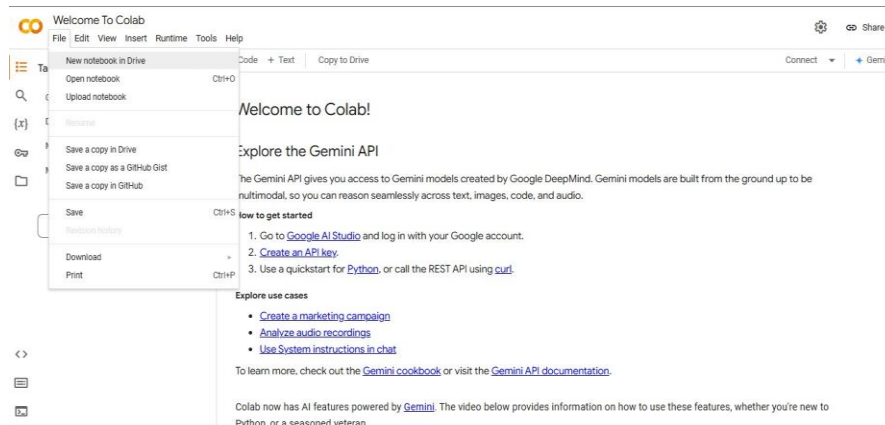 Welcome To Colab
File Edit View Insert Runtime Tools Help
Share
New notebook in Drive
Open notebook Ctrl+O
Upload notebook
Rename
Save a copy in Drive
Save a copy as a GitHub Gist
Save a copy in GitHub
Save Ctrl+S
Revision history
Download
Print Ctrl+P
Ta
{x}
Code + Text Copy to Drive
Connect Gemi
Welcome to Colab!
Explore the Gemini API
The Gemini API gives you access to Gemini models created by Google DeepMind. Gemini models are built from the ground up to be
multimodal, so you can reason seamlessly across text, images, code, and audio.
How to get started
1. Go to Google AI Studio and log in with your Google account.
2. Create an API key.
3. Use a quickstart for Python, or call the REST API using curl.
Explore use cases
• Create a marketing campaign
• Analyze audio recordings
• Use System instructions in chat
To learn more, check out the Gemini cookbook or visit the Gemini API documentation.
Colab now has AI features powered by Gemini. The video below provides information on how to use these features, whether you're new to
Python, or a seasoned veteran.